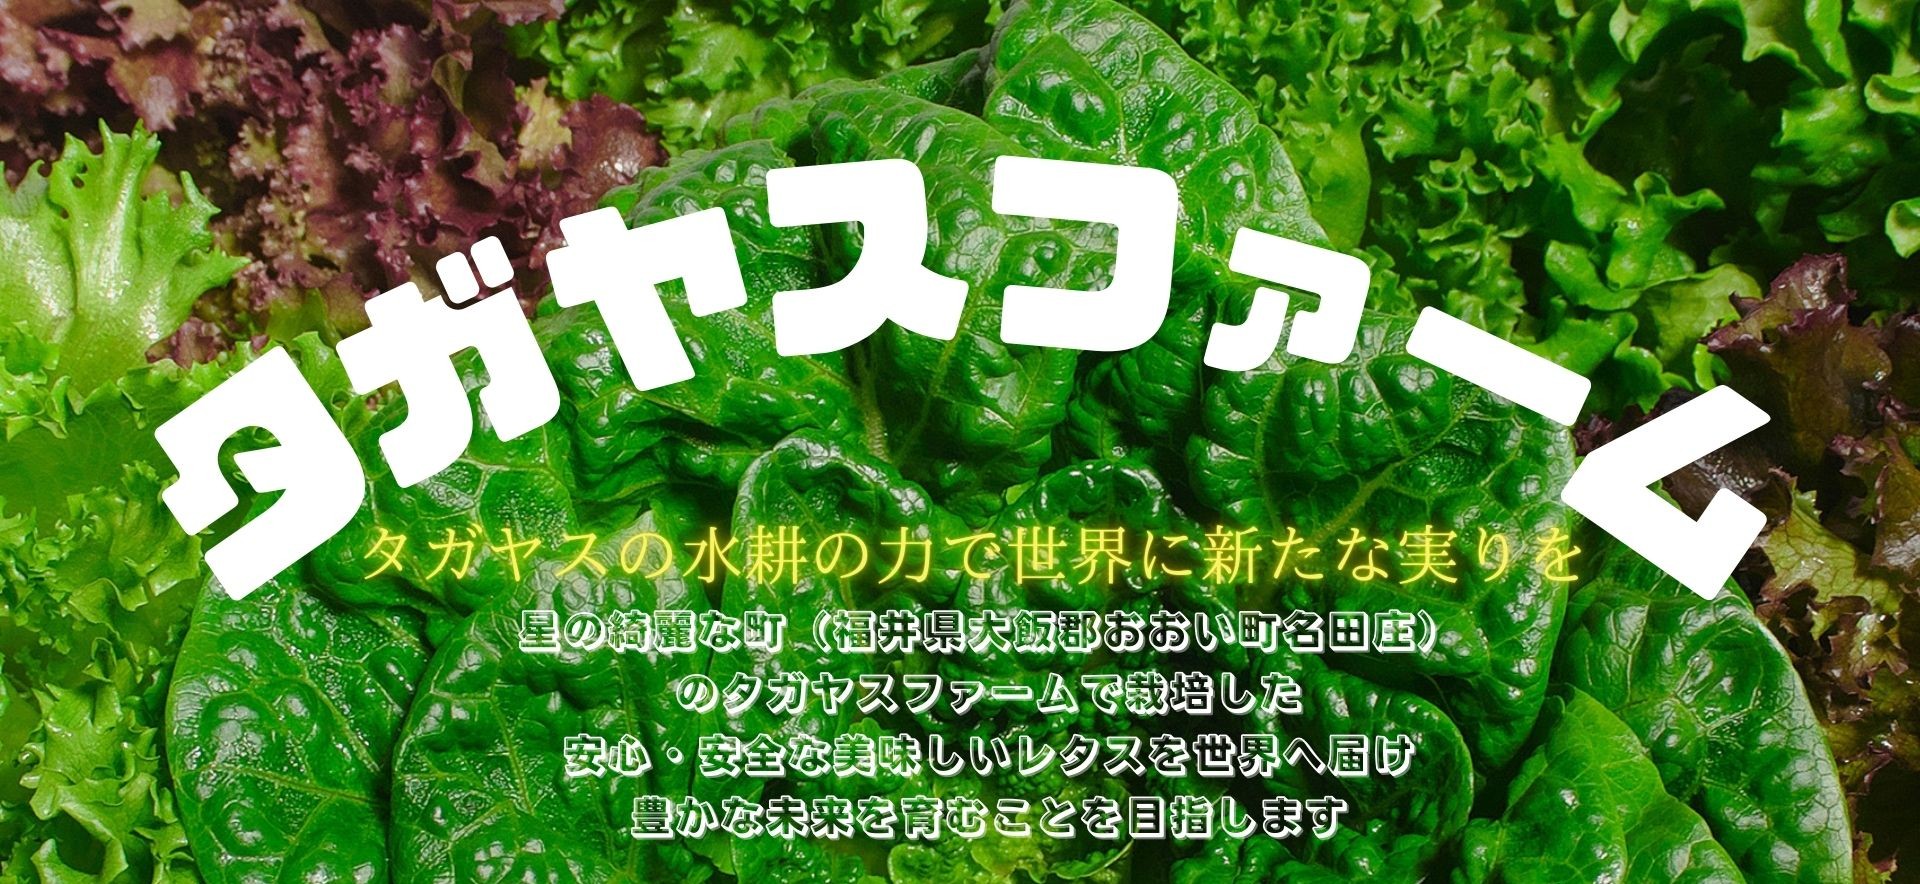 タガヤスファーム
タガヤスの水耕の力で世界に新たな実りを
星の綺麗な町（福井県大飯郡おおい町名田庄）
のタガヤスファームで栽培した
安心・安全な美味しいレタスを世界へ届け
豊かな未来を育むことを目指します